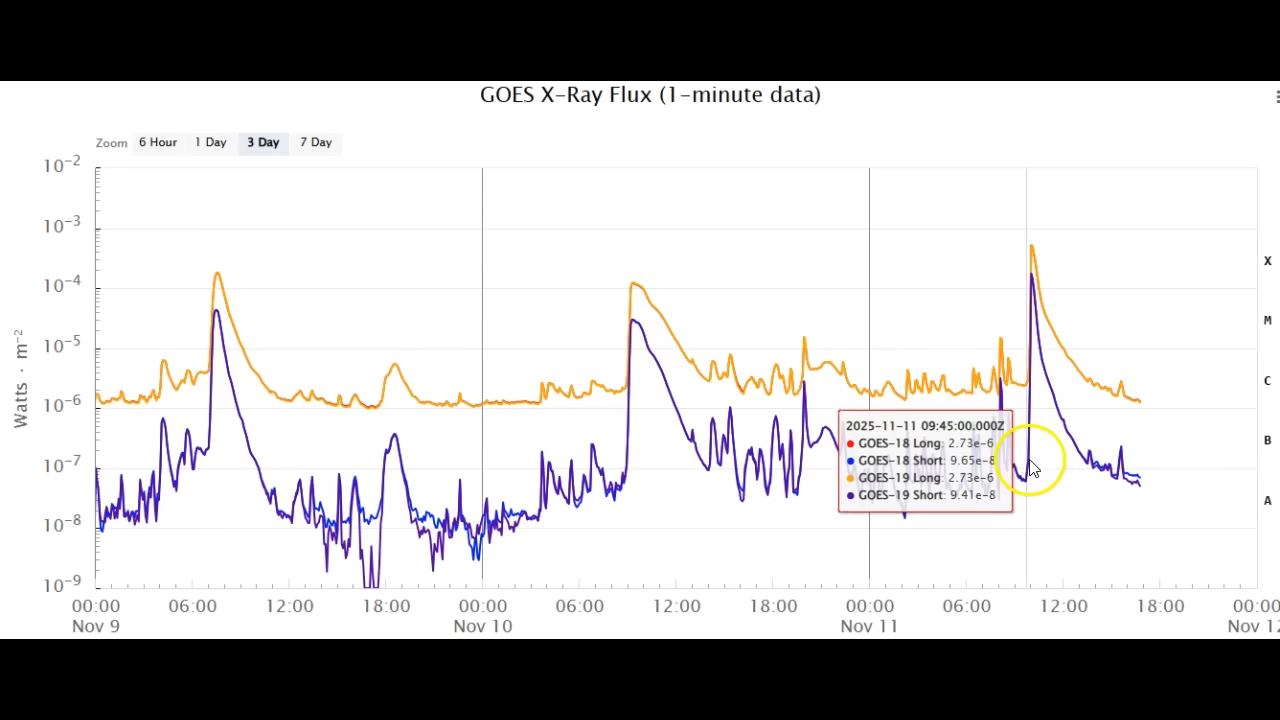 GOES X-Ray Flux (1-minute data)
Zoom 6 Hour 1 Day 3 Day 7 Day
10⁻²
10⁻³
10⁻⁴
10⁻⁵
10⁻⁶
10⁻⁷
10⁻⁸
10⁻⁹
Watts · m⁻²
X
M
C
B
A
2025-11-11 09:45:00.000Z
GOES-18 Long: 2.73e-6
GOES-18 Short: 9.65e-8
GOES-19 Long: 2.73e-6
GOES-19 Short: 9.41e-8
00:00 06:00 12:00 18:00 00:00 06:00 12:00 18:00 00:00 06:00 12:00 18:00 00:00
Nov 9 Nov 10 Nov 11 Nov 12